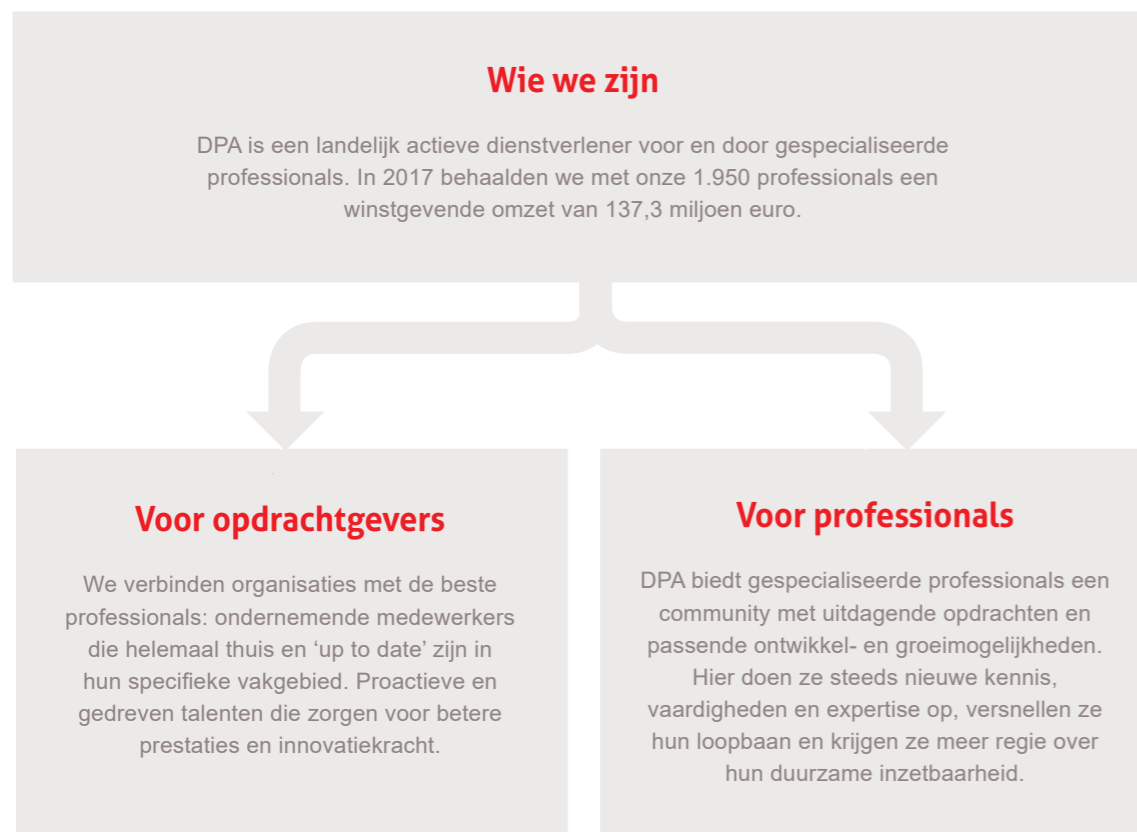 Wie we zijn
DPA is een landelijk actieve dienstverlener voor en door gespecialiseerde
professionals. In 2017 behaalden we met onze 1.950 professionals een
winstgevende omzet van 137,3 miljoen euro.
Voor opdrachtgevers
We verbinden organisaties met de beste
professionals: ondernemende medewerkers
die helemaal thuis en ‘up to date’ zijn in
hun specifieke vakgebied. Proactieve en
gedreven talenten die zorgen voor betere
prestaties en innovatiekracht.
Voor professionals
DPA biedt gespecialiseerde professionals een
community met uitdagende opdrachten en
passende ontwikkel- en groeimogelijkheden.
Hier doen ze steeds nieuwe kennis,
vaardigheden en expertise op, versnellen ze
hun loopbaan en krijgen ze meer regie over
hun duurzame inzetbaarheid.